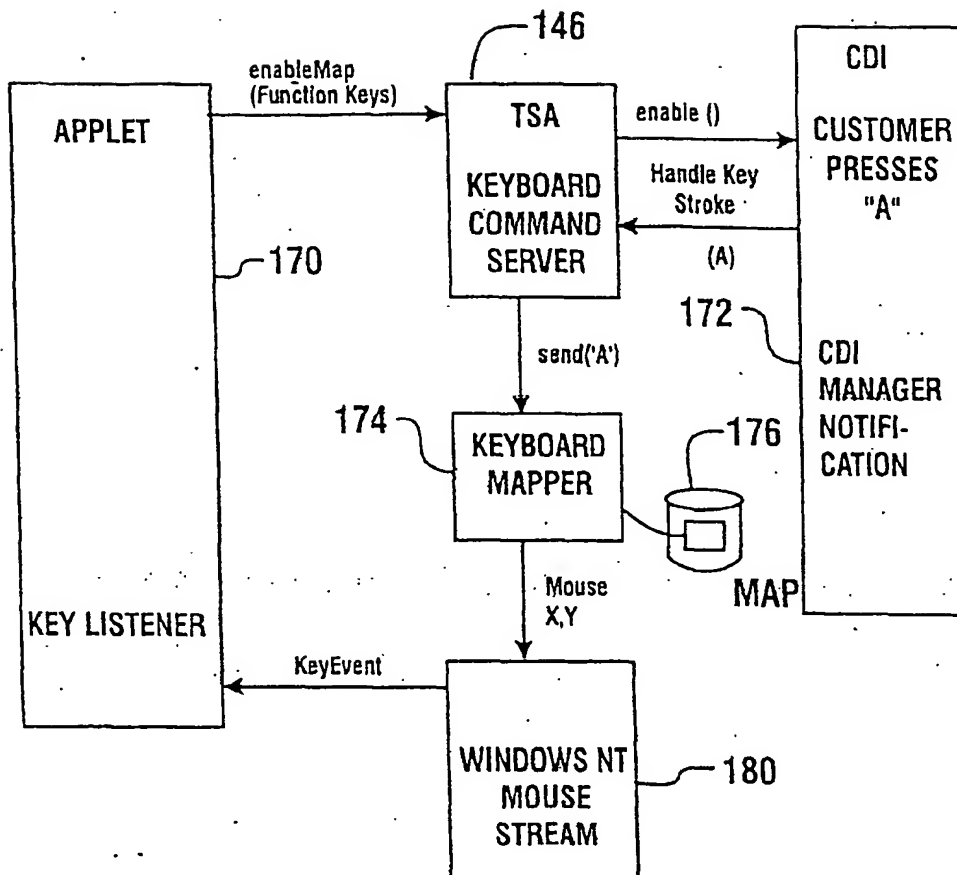 146
enableMap
(Function Keys)
APPLET
170
KEY LISTENER
TSA
KEYBOARD
COMMAND
SERVER
enable ()
Handle Key
Stroke
(A)
CDI
CUSTOMER
PRESSES
"A"
172
CDI
MANAGER
NOTIFI-
CATION
send('A')
174
KEYBOARD
MAPPER
176
MAP
Mouse
X,Y
KeyEvent
WINDOWS NT
MOUSE
STREAM
180